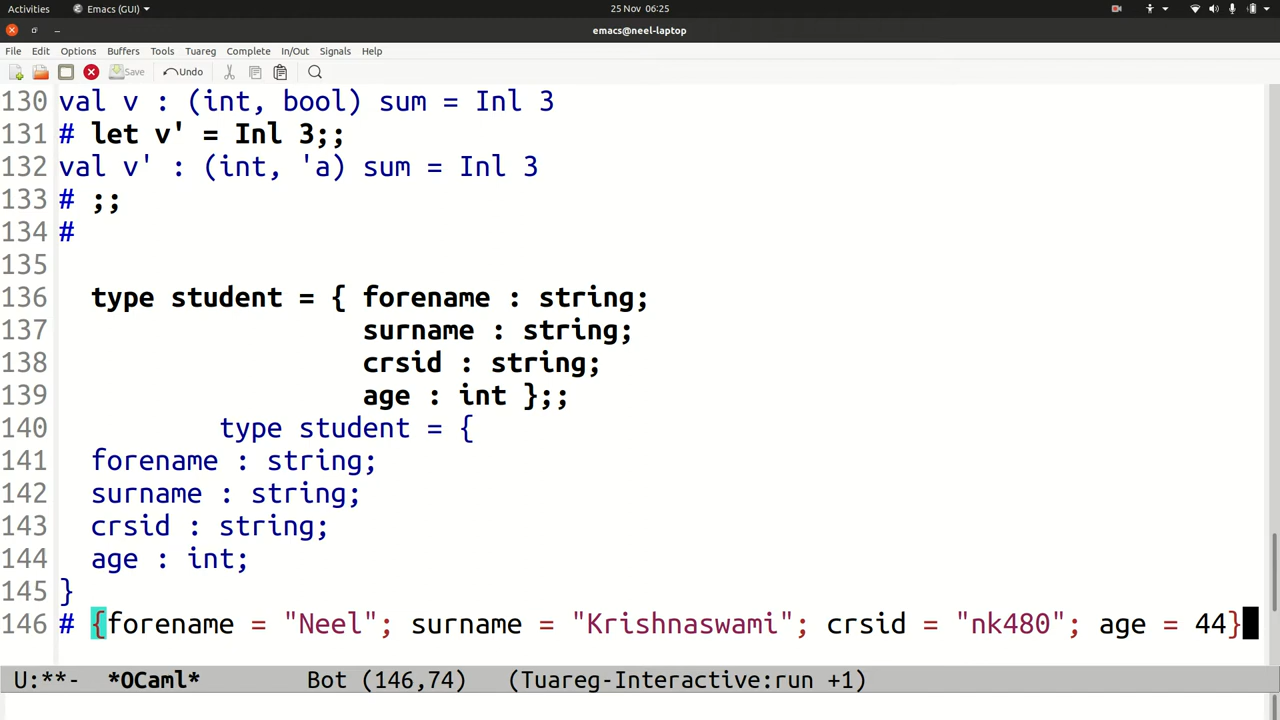 Activities Emacs (GUI) 25 Nov 06:25
emacs@neel-laptop
File Edit Options Buffers Tools Tuareg Complete In/Out Signals Help
Save Undo
130 val v : (int, bool) sum = Inl 3
131 # let v' = Inl 3;;
132 val v' : (int, 'a) sum = Inl 3
133 # ;;
134 #
135
136 type student = { forename : string;
137 surname : string;
138 crsid : string;
139 age : int };;
140 type student = {
141 forename : string;
142 surname : string;
143 crsid : string;
144 age : int;
145 }
146 # {forename = "Neel"; surname = "Krishnaswami"; crsid = "nk480"; age = 44}
U:**- *OCaml* Bot (146,74) (Tuareg-Interactive:run +1)